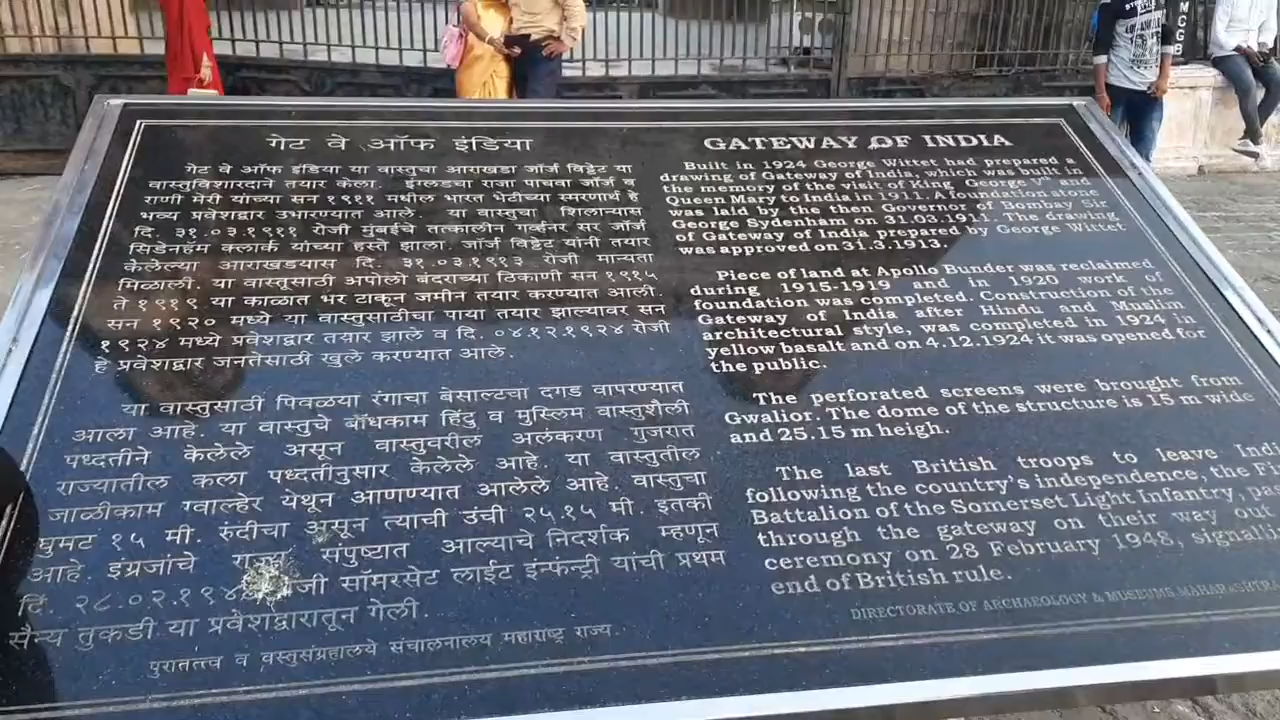 गेट वे ऑफ इंडिया
गेट वे ऑफ इंडिया या वास्तुचा आराखडा जॉर्ज विट्टेट या
वास्तुविशारदाने तयार केला. इंग्लडचा राजा पाचवा जॉर्ज व
राणी मेरी यांच्या सन १९११ मधील भारत भेटीच्या स्मरणार्थ हे
भव्य प्रवेशद्वार उभारण्यात आले. या वास्तुचा शिलान्यास
दि. ३१.०३.१९११ रोजी मुंबईचे तत्कालीन गव्हर्नर सर जॉर्ज
सिडेनहॅम क्लार्क यांच्या हस्ते झाला. जॉर्ज विट्टेट यांनी तयार
केलेल्या आराखडयास दि. ३१.०३.१९१३ रोजी मान्यता
मिळाली. या वास्तुसाठी अपोलो बंदराच्या ठिकाणी सन १९१५
ते १९१९ या काळात भर टाकून जमीन तयार करण्यात आली.
सन १९२० मध्ये या वास्तुसाठीचा पाया तयार झाल्यावर सन
१९२४ मध्ये प्रवेशद्वार तयार झाले व दि. ०४.१२.१९२४ रोजी
हे प्रवेशद्वार जनतेसाठी खुले करण्यात आले.
या वास्तुसाठी पिवळया रंगाचा बेसाल्टचा दगड वापरण्यात
आला आहे. या वास्तुचे बाँधकाम हिंदु व मुस्लिम वास्तुशैली
पध्दतीने केलेले असून वास्तुवरील अलंकरण गुजरात
राज्यातील कला पध्दतीनुसार केलेले आहे. या वास्तुतील
जाळीकाम ग्वाल्हेर येथून आणण्यात आलेले आहे. वास्तुचा
घुमट १५ मी. रुंदीचा असून त्याची उंची २५.१५ मी. इतकी
आहे. इंग्रजांचे राज्य संपुष्टात आल्याचे निदर्शक म्हणून
दि. २८.०२.१९४ सॉमरसेट लाईट इंन्फंन्ट्री यांची प्रथम
सैन्य तुकडी या प्रवेशद्वारातून गेली
पुरातत्त्व व वस्तुसंग्रहालये संचालनालय महाराष्ट्र राज्य.
GATEWAY OF INDIA
Built in 1924 George Wittet had prepared a
drawing of Gateway of India, which was built in
the memory of the visit of King George Vth and
Queen Mary to India in 1911. A foundation stone
was laid by the then Governor of Bombay Sir
George Sydenham on 31.03.1911. The drawing
of Gateway of India prepared by George Wittet
was approved on 31.3.1913.
Piece of land at Apollo Bunder was reclaimed
during 1915-1919 and in 1920 work of
foundation was completed. Construction of the
Gateway of India after Hindu and Muslim
architectural style, was completed in 1924 in
yellow basalt and on 4.12.1924 it was opened for
the public.
The perforated screens were brought from
Gwalior. The dome of the structure is 15 m wide
and 25.15 m heigh.
The last British troops to leave Indi
following the country's independence, the Fi
Battalion of the Somerset Light Infantry, pa
through the gateway on their way out
ceremony on 28 February 1948, signalli
end of British rule.
DIRECTORATE OF ARCHAEOLOGY & MUSEUMS, MAHARASHTRA
MCGB